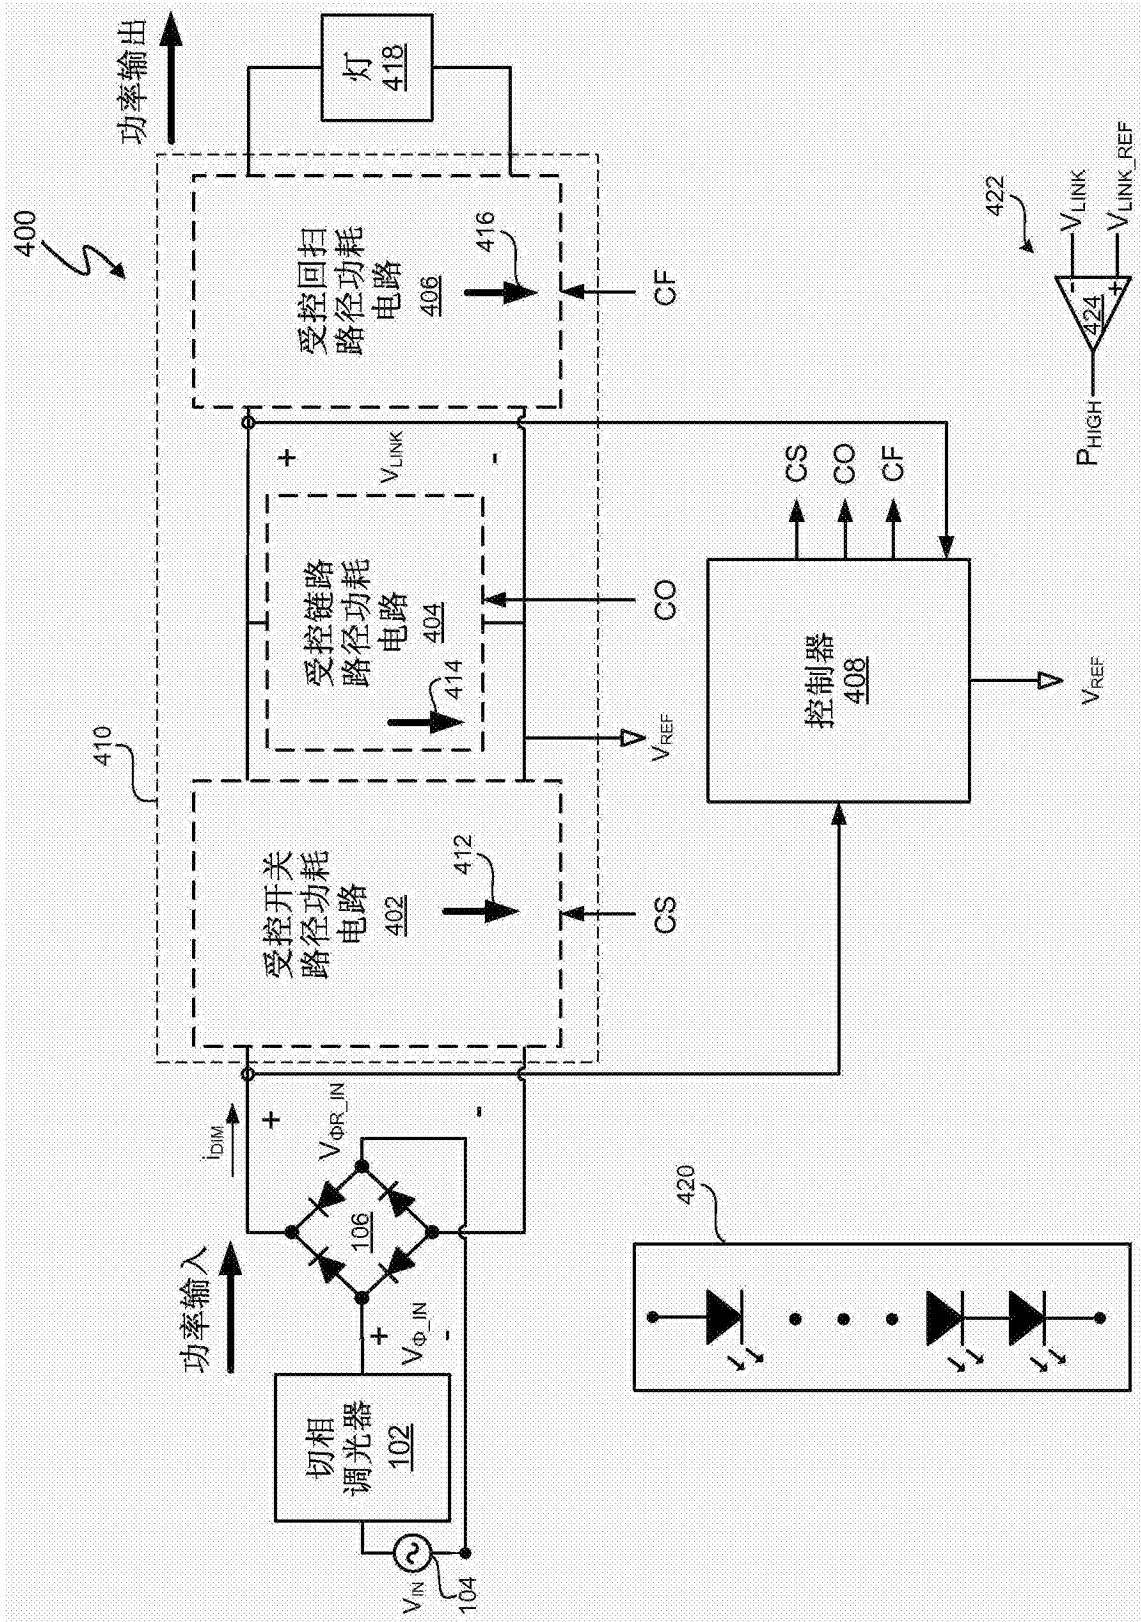 400
功率输入
功率输出
410
切相
调光器
102
V_IN
104
+
V_Φ_IN
-
106
i_DIM
+
V_ΦR_IN
-
受控开关
路径功耗
电路
402
412
CS
受控链路
路径功耗
电路
404
414
CO
V_REF
+
V_LINK
-
受控回扫
路径功耗
电路
406
416
CF
灯
418
控制器
408
CS
CO
CF
V_REF
420
422
P_HIGH
424
-
+
V_LINK
V_LINK_REF